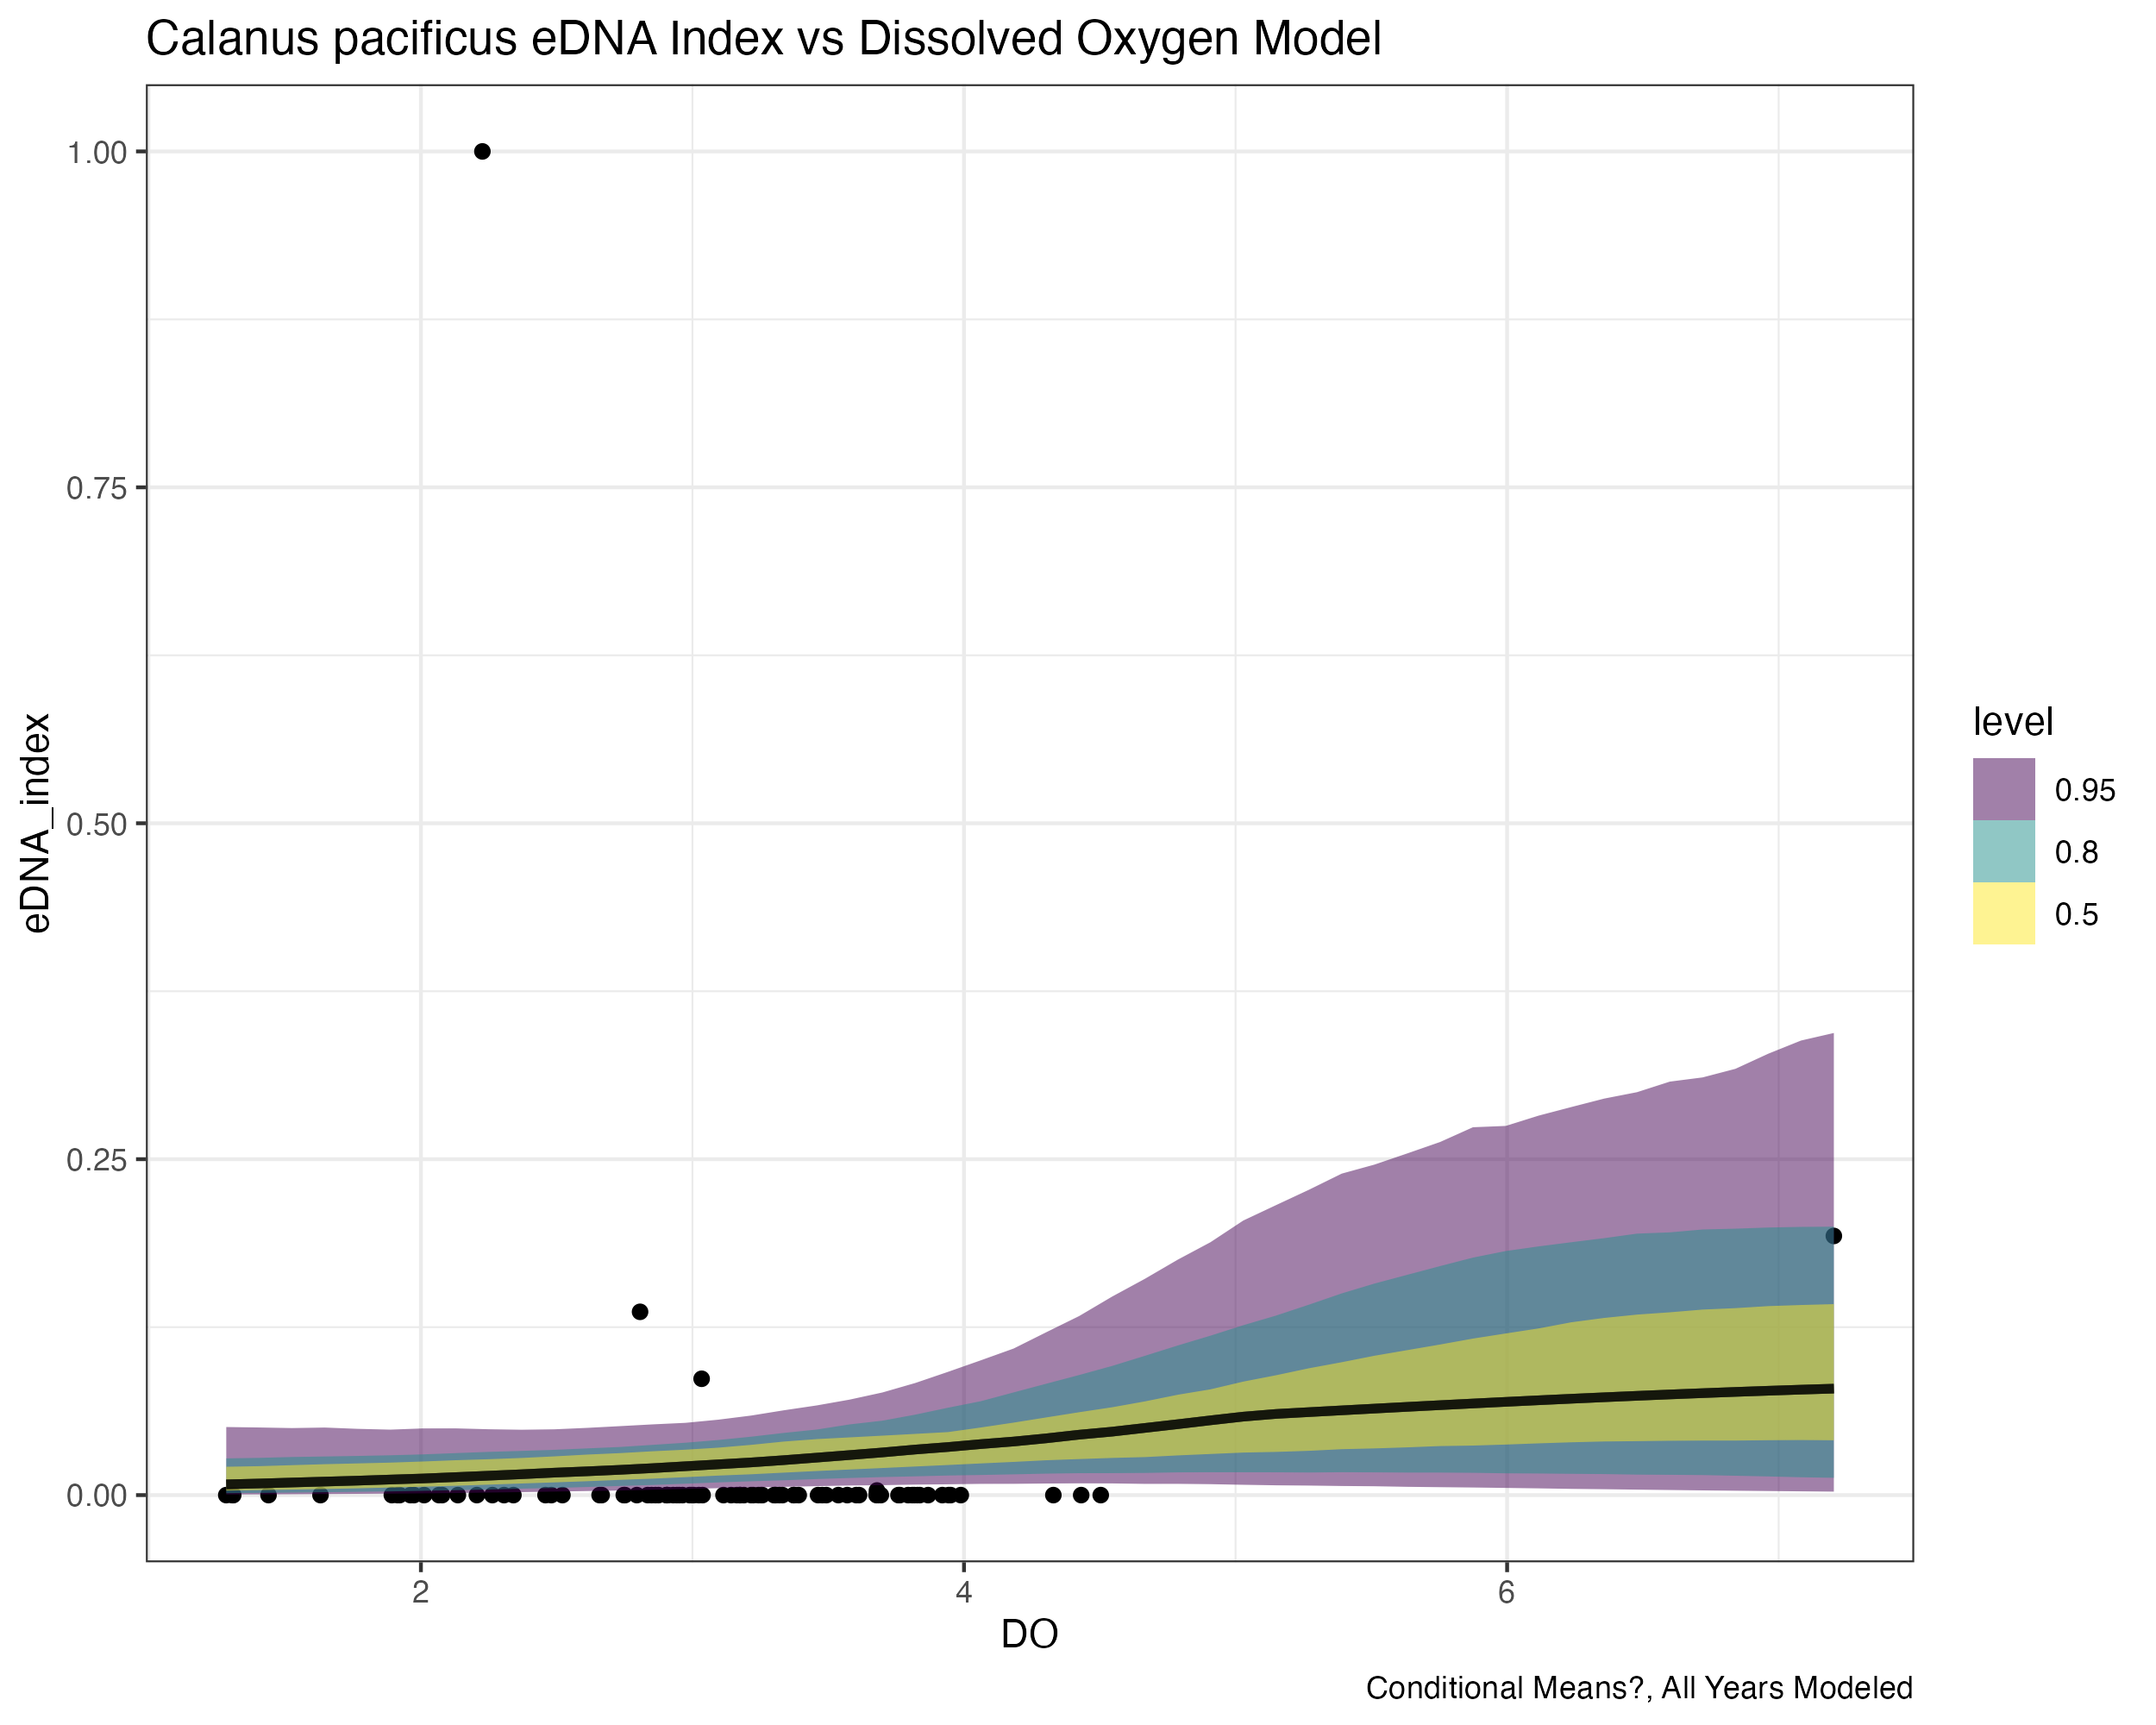 Calanus pacificus eDNA Index vs Dissolved Oxygen Model
1.00
0.75
0.50
0.25
0.00
eDNA_index
2
4
6
DO
level
0.95
0.8
0.5
Conditional Means?, All Years Modeled